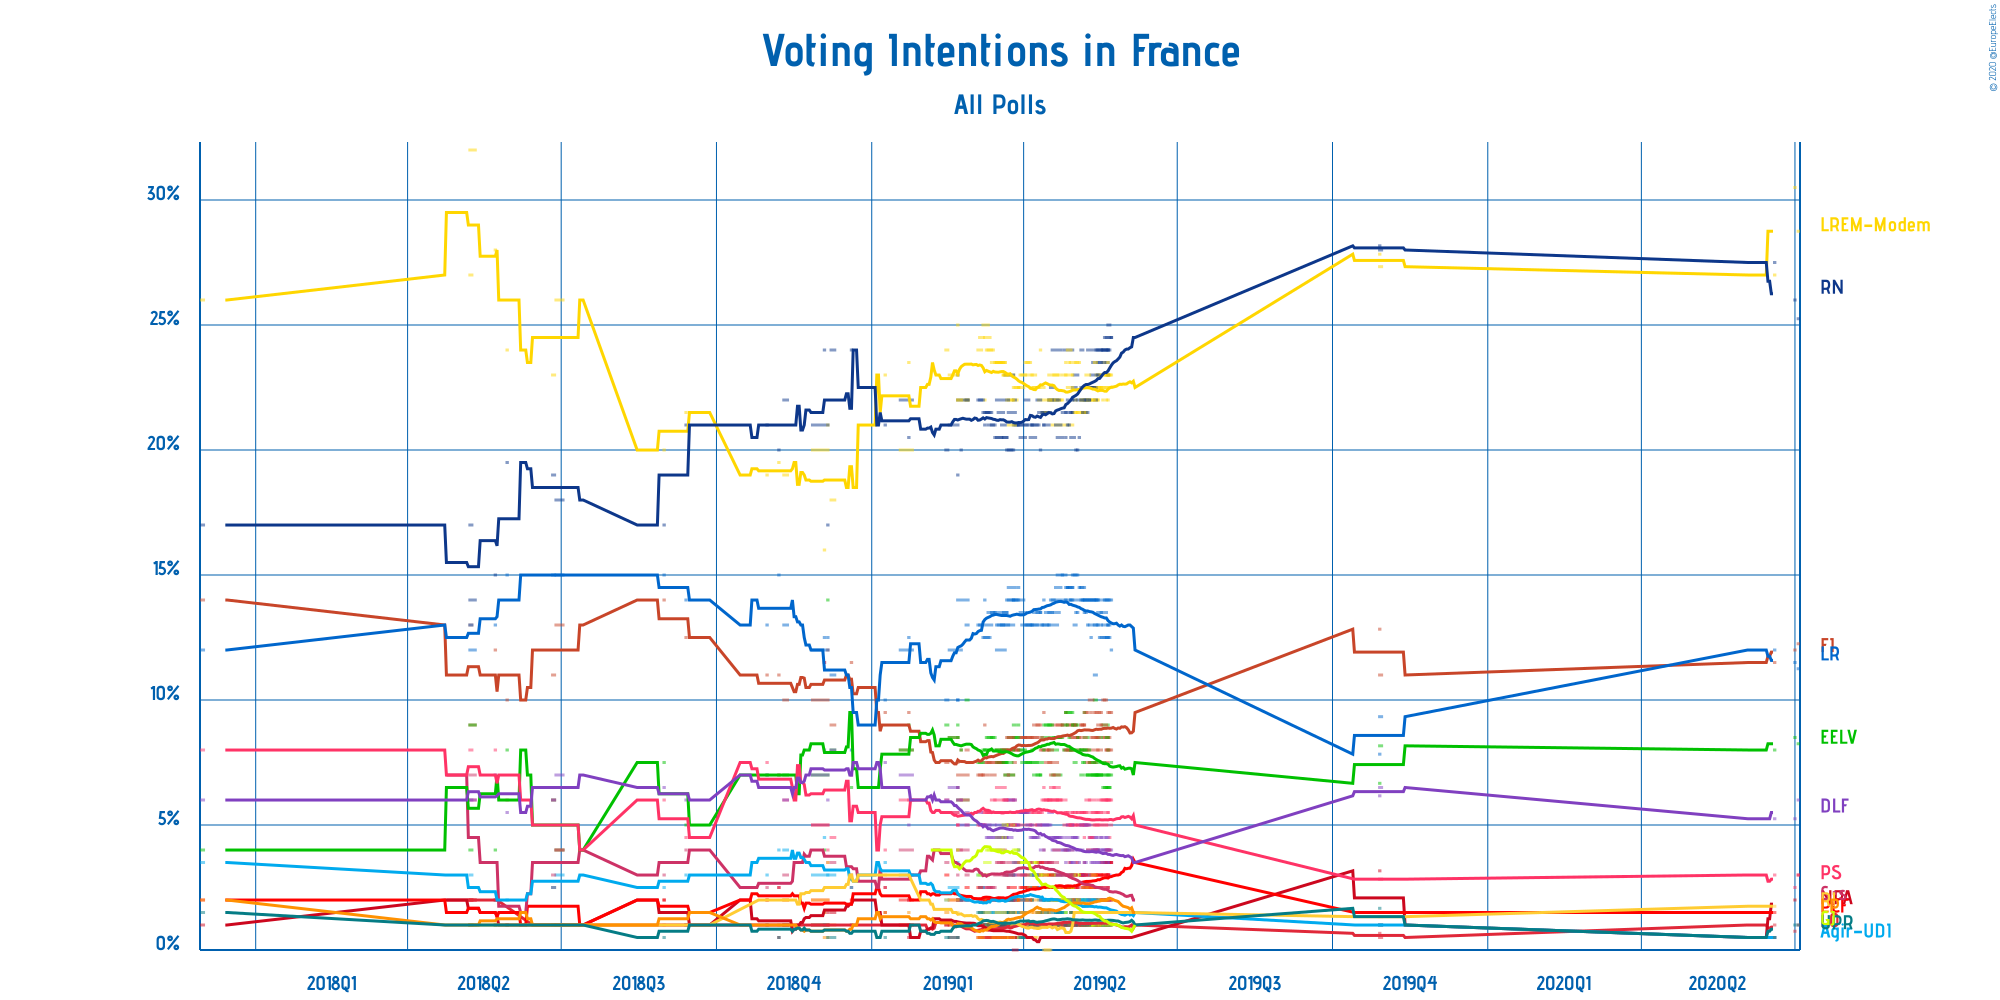 Voting Intentions in France
All Polls
© 2020 @EuropeElects
30%
25%
20%
15%
10%
5%
0%
LREM-Modem
RN
FI
LR
EELV
DLF
PS
Agir-UDI
2018Q1 2018Q2 2018Q3 2018Q4 2019Q1 2019Q2 2019Q3 2019Q4 2020Q1 2020Q2